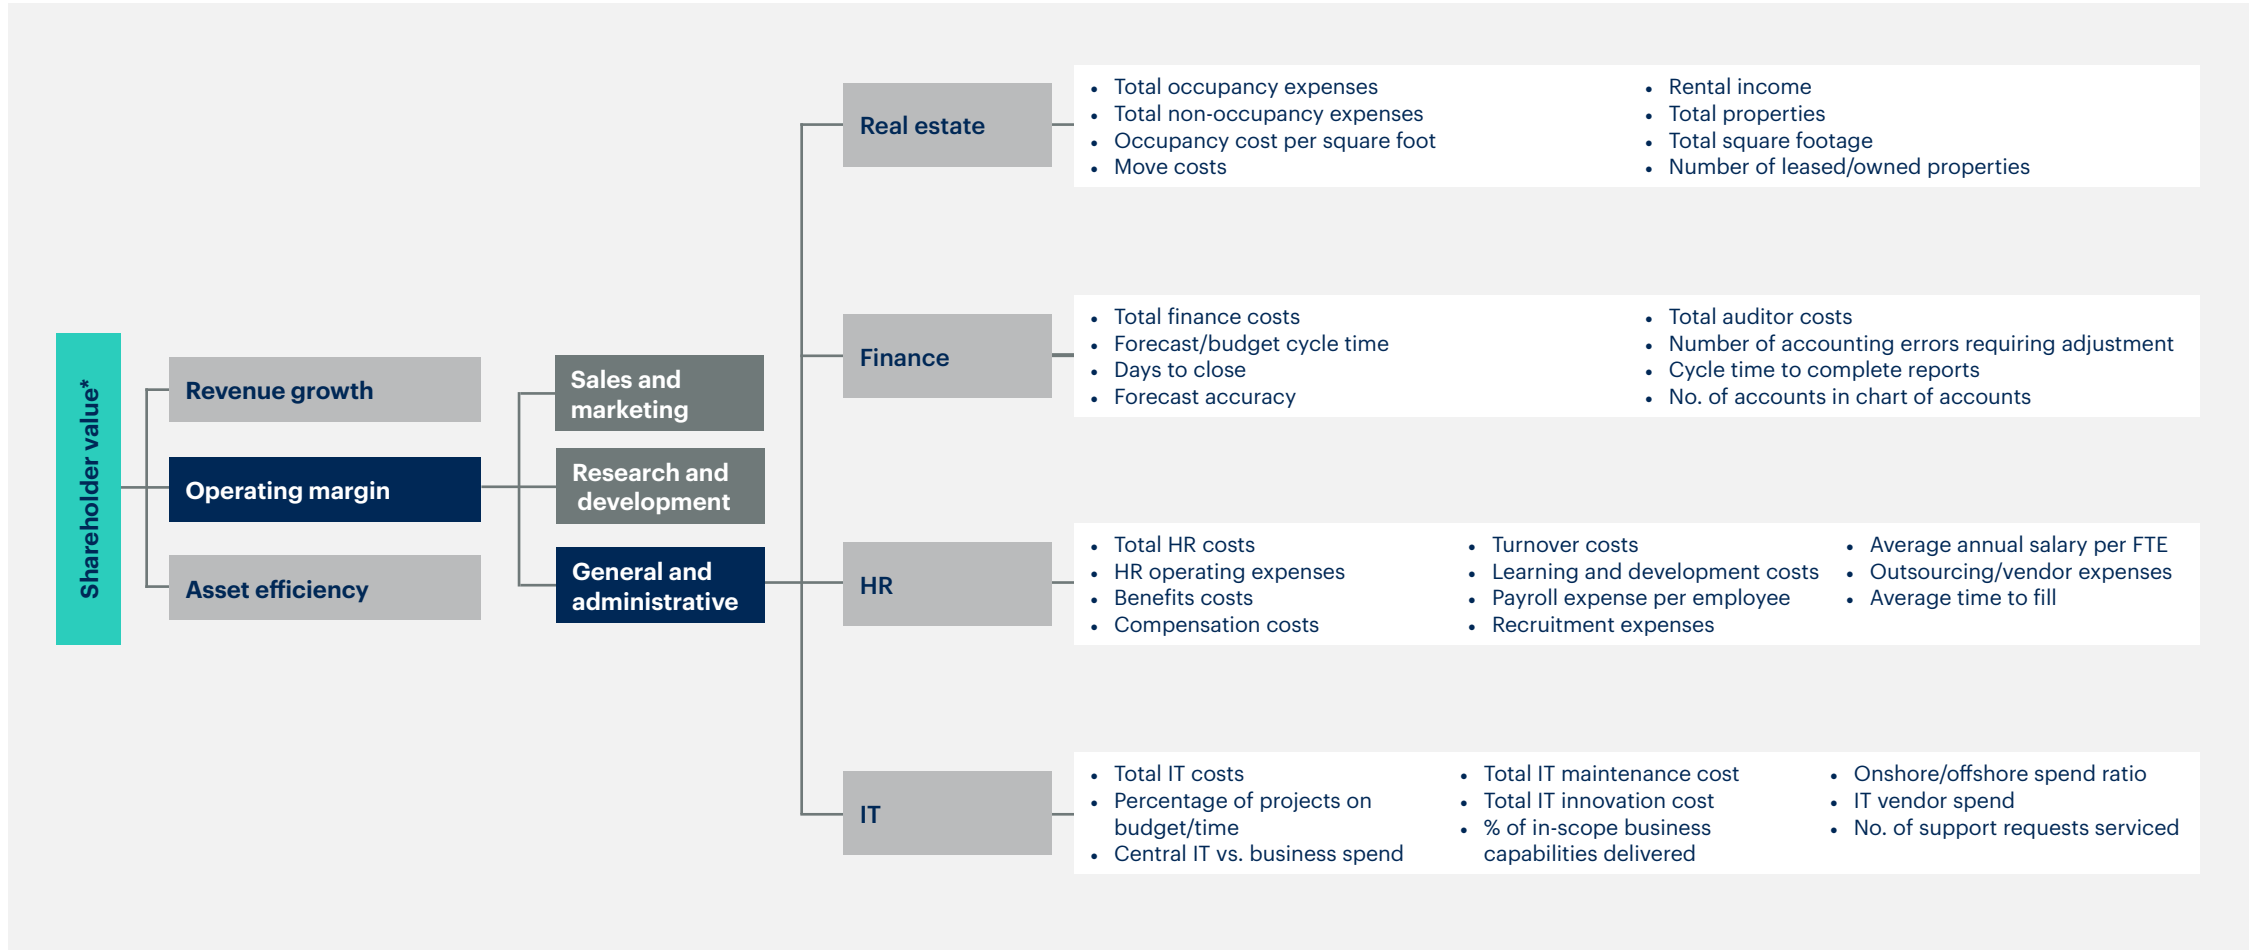 Shareholder value*
Revenue growth
Operating margin
Asset efficiency
Sales and
marketing
Research and
development
General and
administrative
Real estate
• Total occupancy expenses
• Total non-occupancy expenses
• Occupancy cost per square foot
• Move costs
• Rental income
• Total properties
• Total square footage
• Number of leased/owned properties
Finance
• Total finance costs
• Forecast/budget cycle time
• Days to close
• Forecast accuracy
• Total auditor costs
• Number of accounting errors requiring adjustment
• Cycle time to complete reports
• No. of accounts in chart of accounts
HR
• Total HR costs
• HR operating expenses
• Benefits costs
• Compensation costs
• Turnover costs
• Learning and development costs
• Payroll expense per employee
• Recruitment expenses
• Average annual salary per FTE
• Outsourcing/vendor expenses
• Average time to fill
IT
• Total IT costs
• Percentage of projects on
budget/time
• Central IT vs. business spend
• Total IT maintenance cost
• Total IT innovation cost
• % of in-scope business
capabilities delivered
• Onshore/offshore spend ratio
• IT vendor spend
• No. of support requests serviced